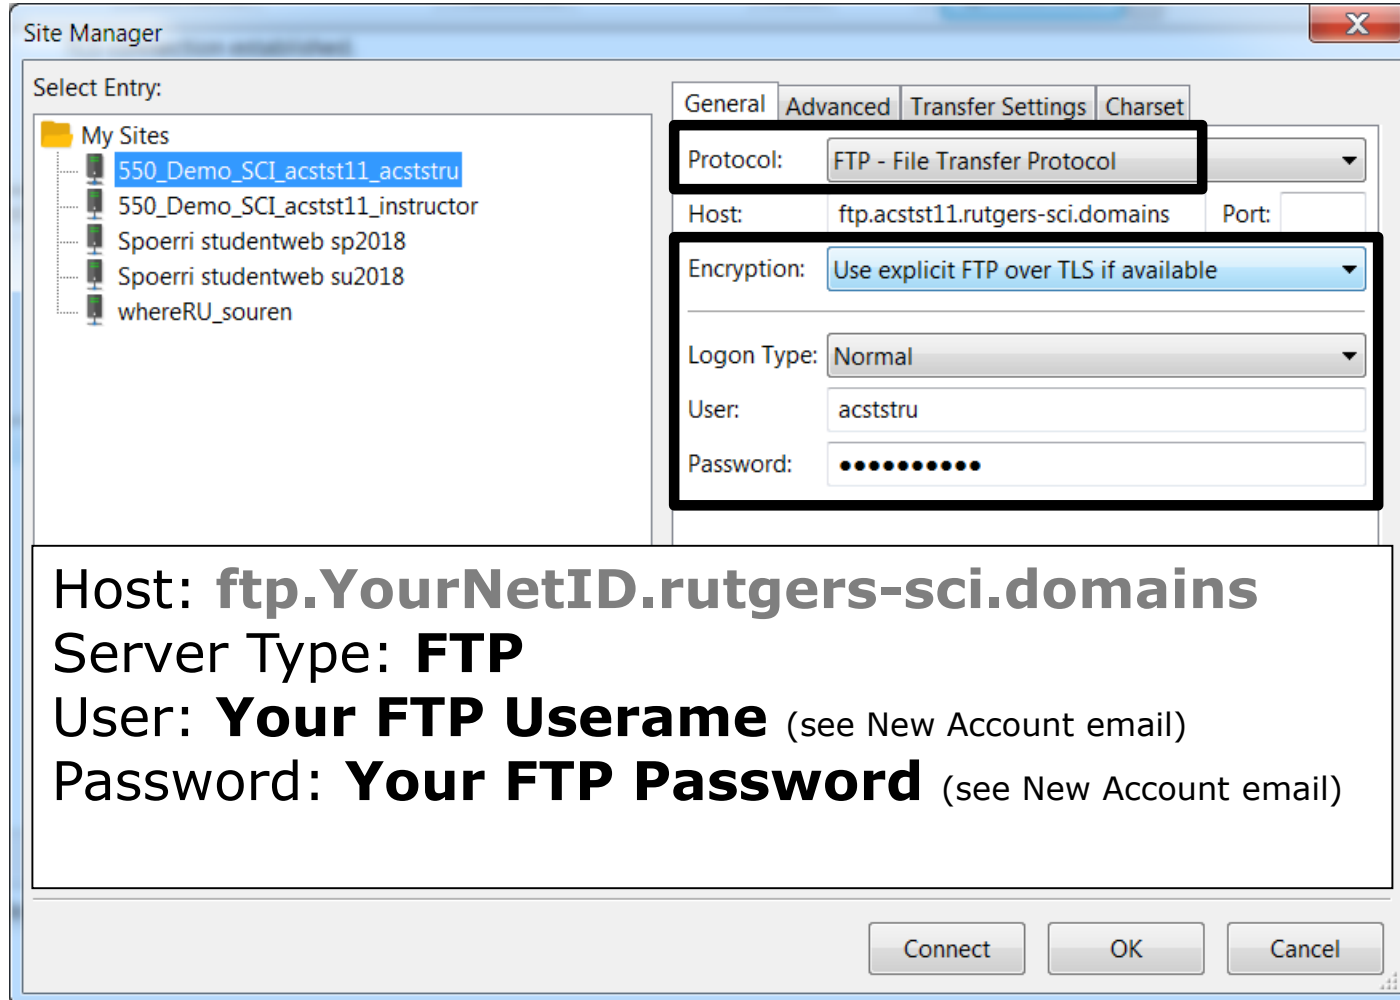 Site Manager
X
Select Entry:
My Sites
550_Demo_SCI_acstst11_acststru
550_Demo_SCI_acstst11_instructor
Spoerri studentweb sp2018
Spoerri studentweb su2018
whereRU_souren
General Advanced Transfer Settings Charset
Protocol: FTP - File Transfer Protocol
Host: ftp.acstst11.rutgers-sci.domains Port:
Encryption: Use explicit FTP over TLS if available
Logon Type: Normal
User: acststru
Password: ●●●●●●●●●●
Host: ftp.YourNetID.rutgers-sci.domains
Server Type: FTP
User: Your FTP Userame (see New Account email)
Password: Your FTP Password (see New Account email)
Connect OK Cancel